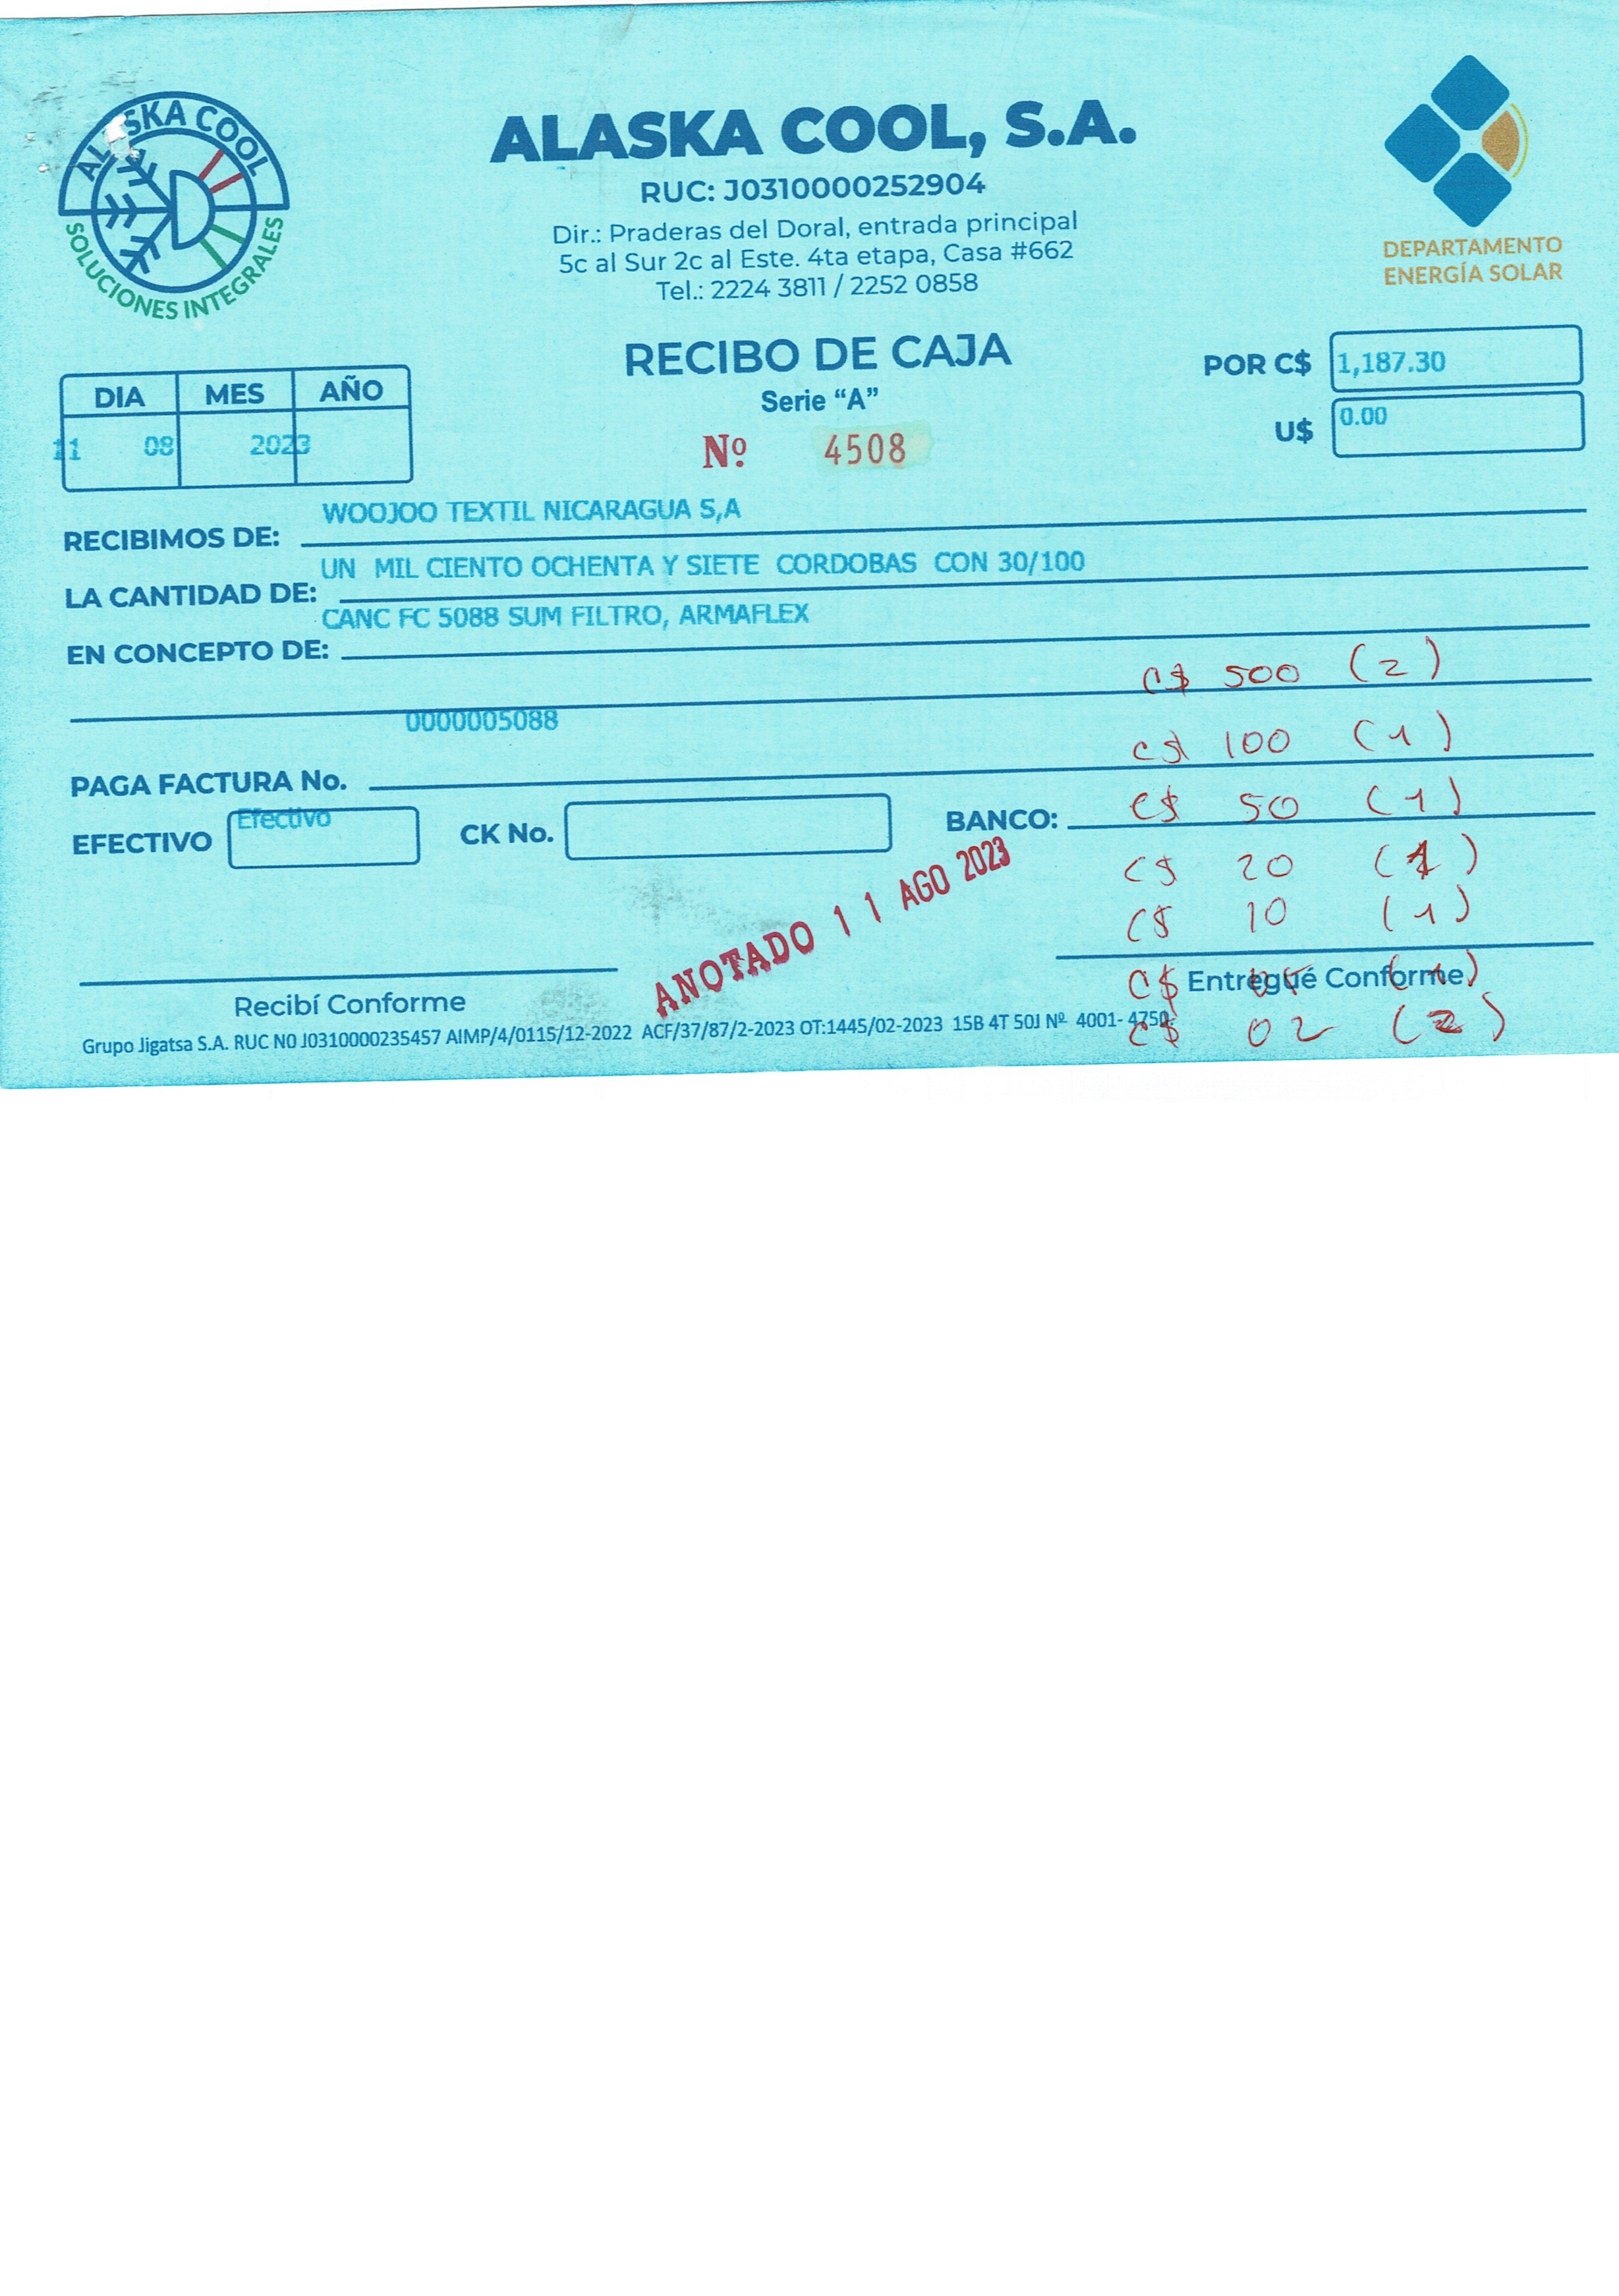 ALASKA COOL
SOLUCIONES INTEGRALES
ALASKA COOL, S.A.
RUC: J0310000252904
Dir.: Praderas del Doral, entrada principal
5c al Sur 2c al Este. 4ta etapa, Casa #662
Tel.: 2224 3811 / 2252 0858
DEPARTAMENTO
ENERGÍA SOLAR
RECIBO DE CAJA
Serie “A”
Nº 4508
POR C$ 1,187.30
U$ 0.00
DIA MES AÑO
11 08 2023
RECIBIMOS DE: WOOJOO TEXTIL NICARAGUA S,A
LA CANTIDAD DE: UN MIL CIENTO OCHENTA Y SIETE CORDOBAS CON 30/100
EN CONCEPTO DE: CANC FC 5088 SUM FILTRO, ARMAFLEX
C$ 500 (2)
0000005088
C$ 100 (1)
PAGA FACTURA No.
EFECTIVO Efectivo CK No. BANCO:
C$ 50 (1)
C$ 20 (1)
C$ 10 (1)
ANOTADO 11 AGO 2023
Recibí Conforme
Entregué Conforme
C$ (1)
C$ 02 (2)
Grupo Jigatsa S.A. RUC N0 J0310000235457 AIMP/4/0115/12-2022 ACF/37/87/2-2023 OT:1445/02-2023 15B 4T 50J Nº 4001- 4750